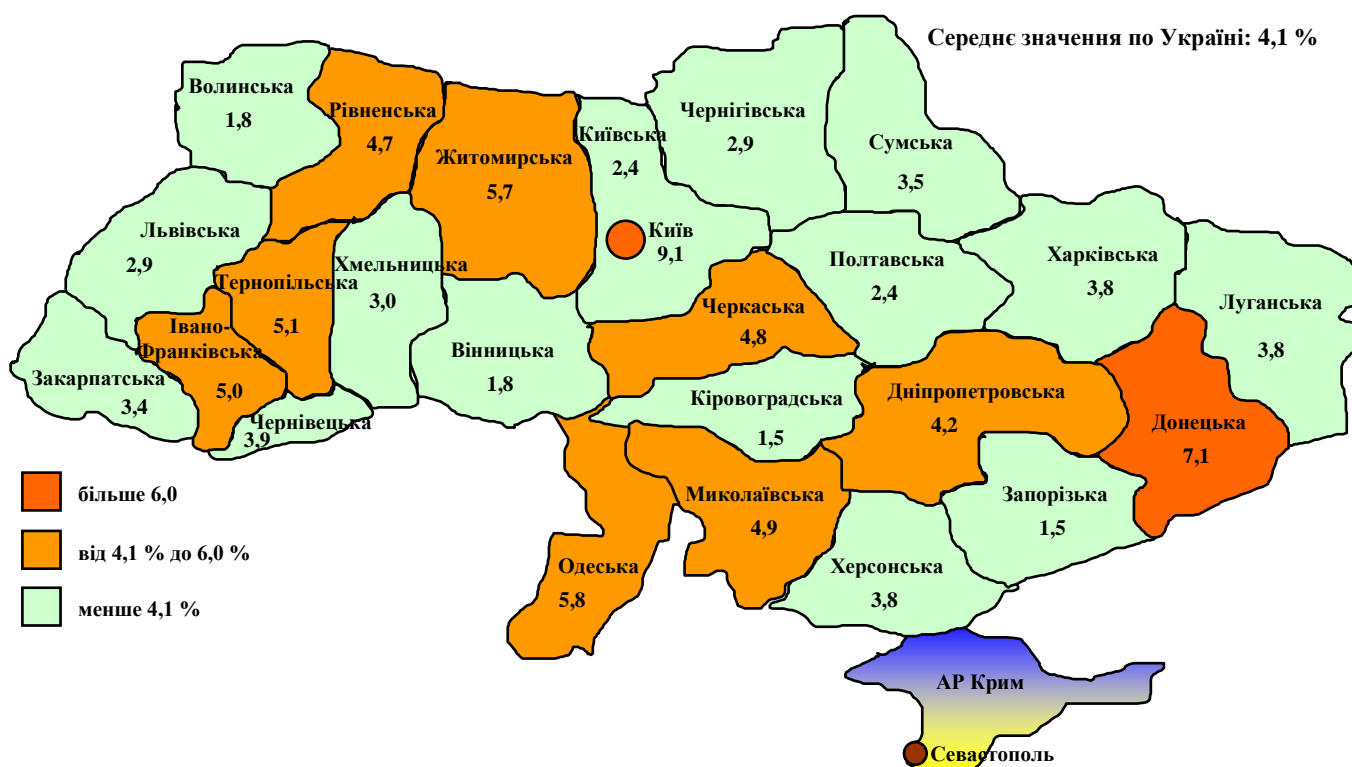 Середнє значення по Україні: 4,1 %
Волинська
1,8
Рівненська
4,7
Житомирська
5,7
Київська
2,4
Чернігівська
2,9
Сумська
3,5
Львівська
2,9
Тернопільська
5,1
Хмельницька
3,0
Київ
9,1
Полтавська
2,4
Харківська
3,8
Луганська
3,8
Івано-
Франківська
5,0
Закарпатська
3,4
Чернівецька
3,9
Вінницька
1,8
Черкаська
4,8
Кіровоградська
1,5
Дніпропетровська
4,2
Донецька
7,1
Миколаївська
4,9
Запорізька
1,5
Одеська
5,8
Херсонська
3,8
АР Крим
Севастополь
більше 6,0
від 4,1 % до 6,0 %
менше 4,1 %